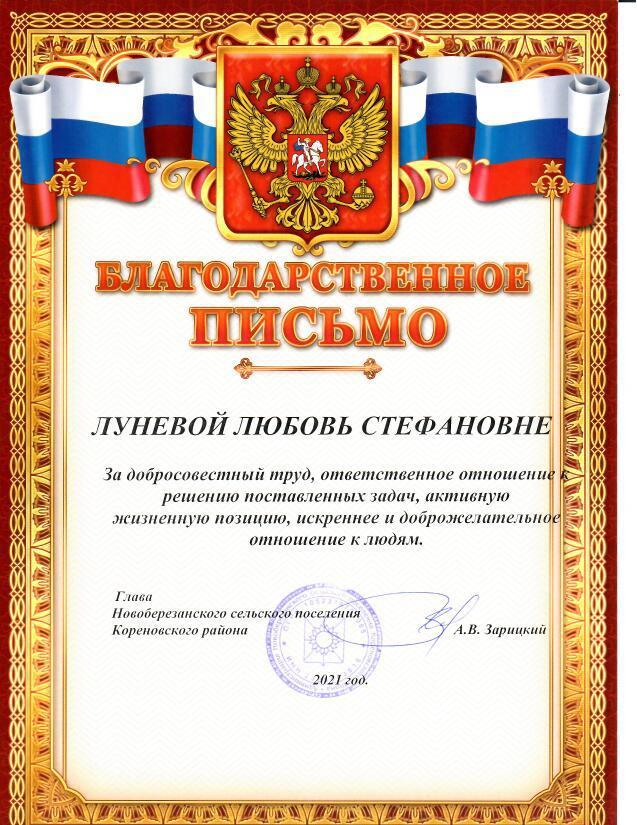 БЛАГОДАРСТВЕННОЕ
ПИСЬМО
ЛУНЕВОЙ ЛЮБОВЬ СТЕФАНОВНЕ
За добросовестный труд, ответственное отношение к
решению поставленных задач, активную
жизненную позицию, искреннее и доброжелательное
отношение к людям.
Глава
Новоберезанского сельского поселения
Кореновского района
А.В. Зарицкий
2021 год.